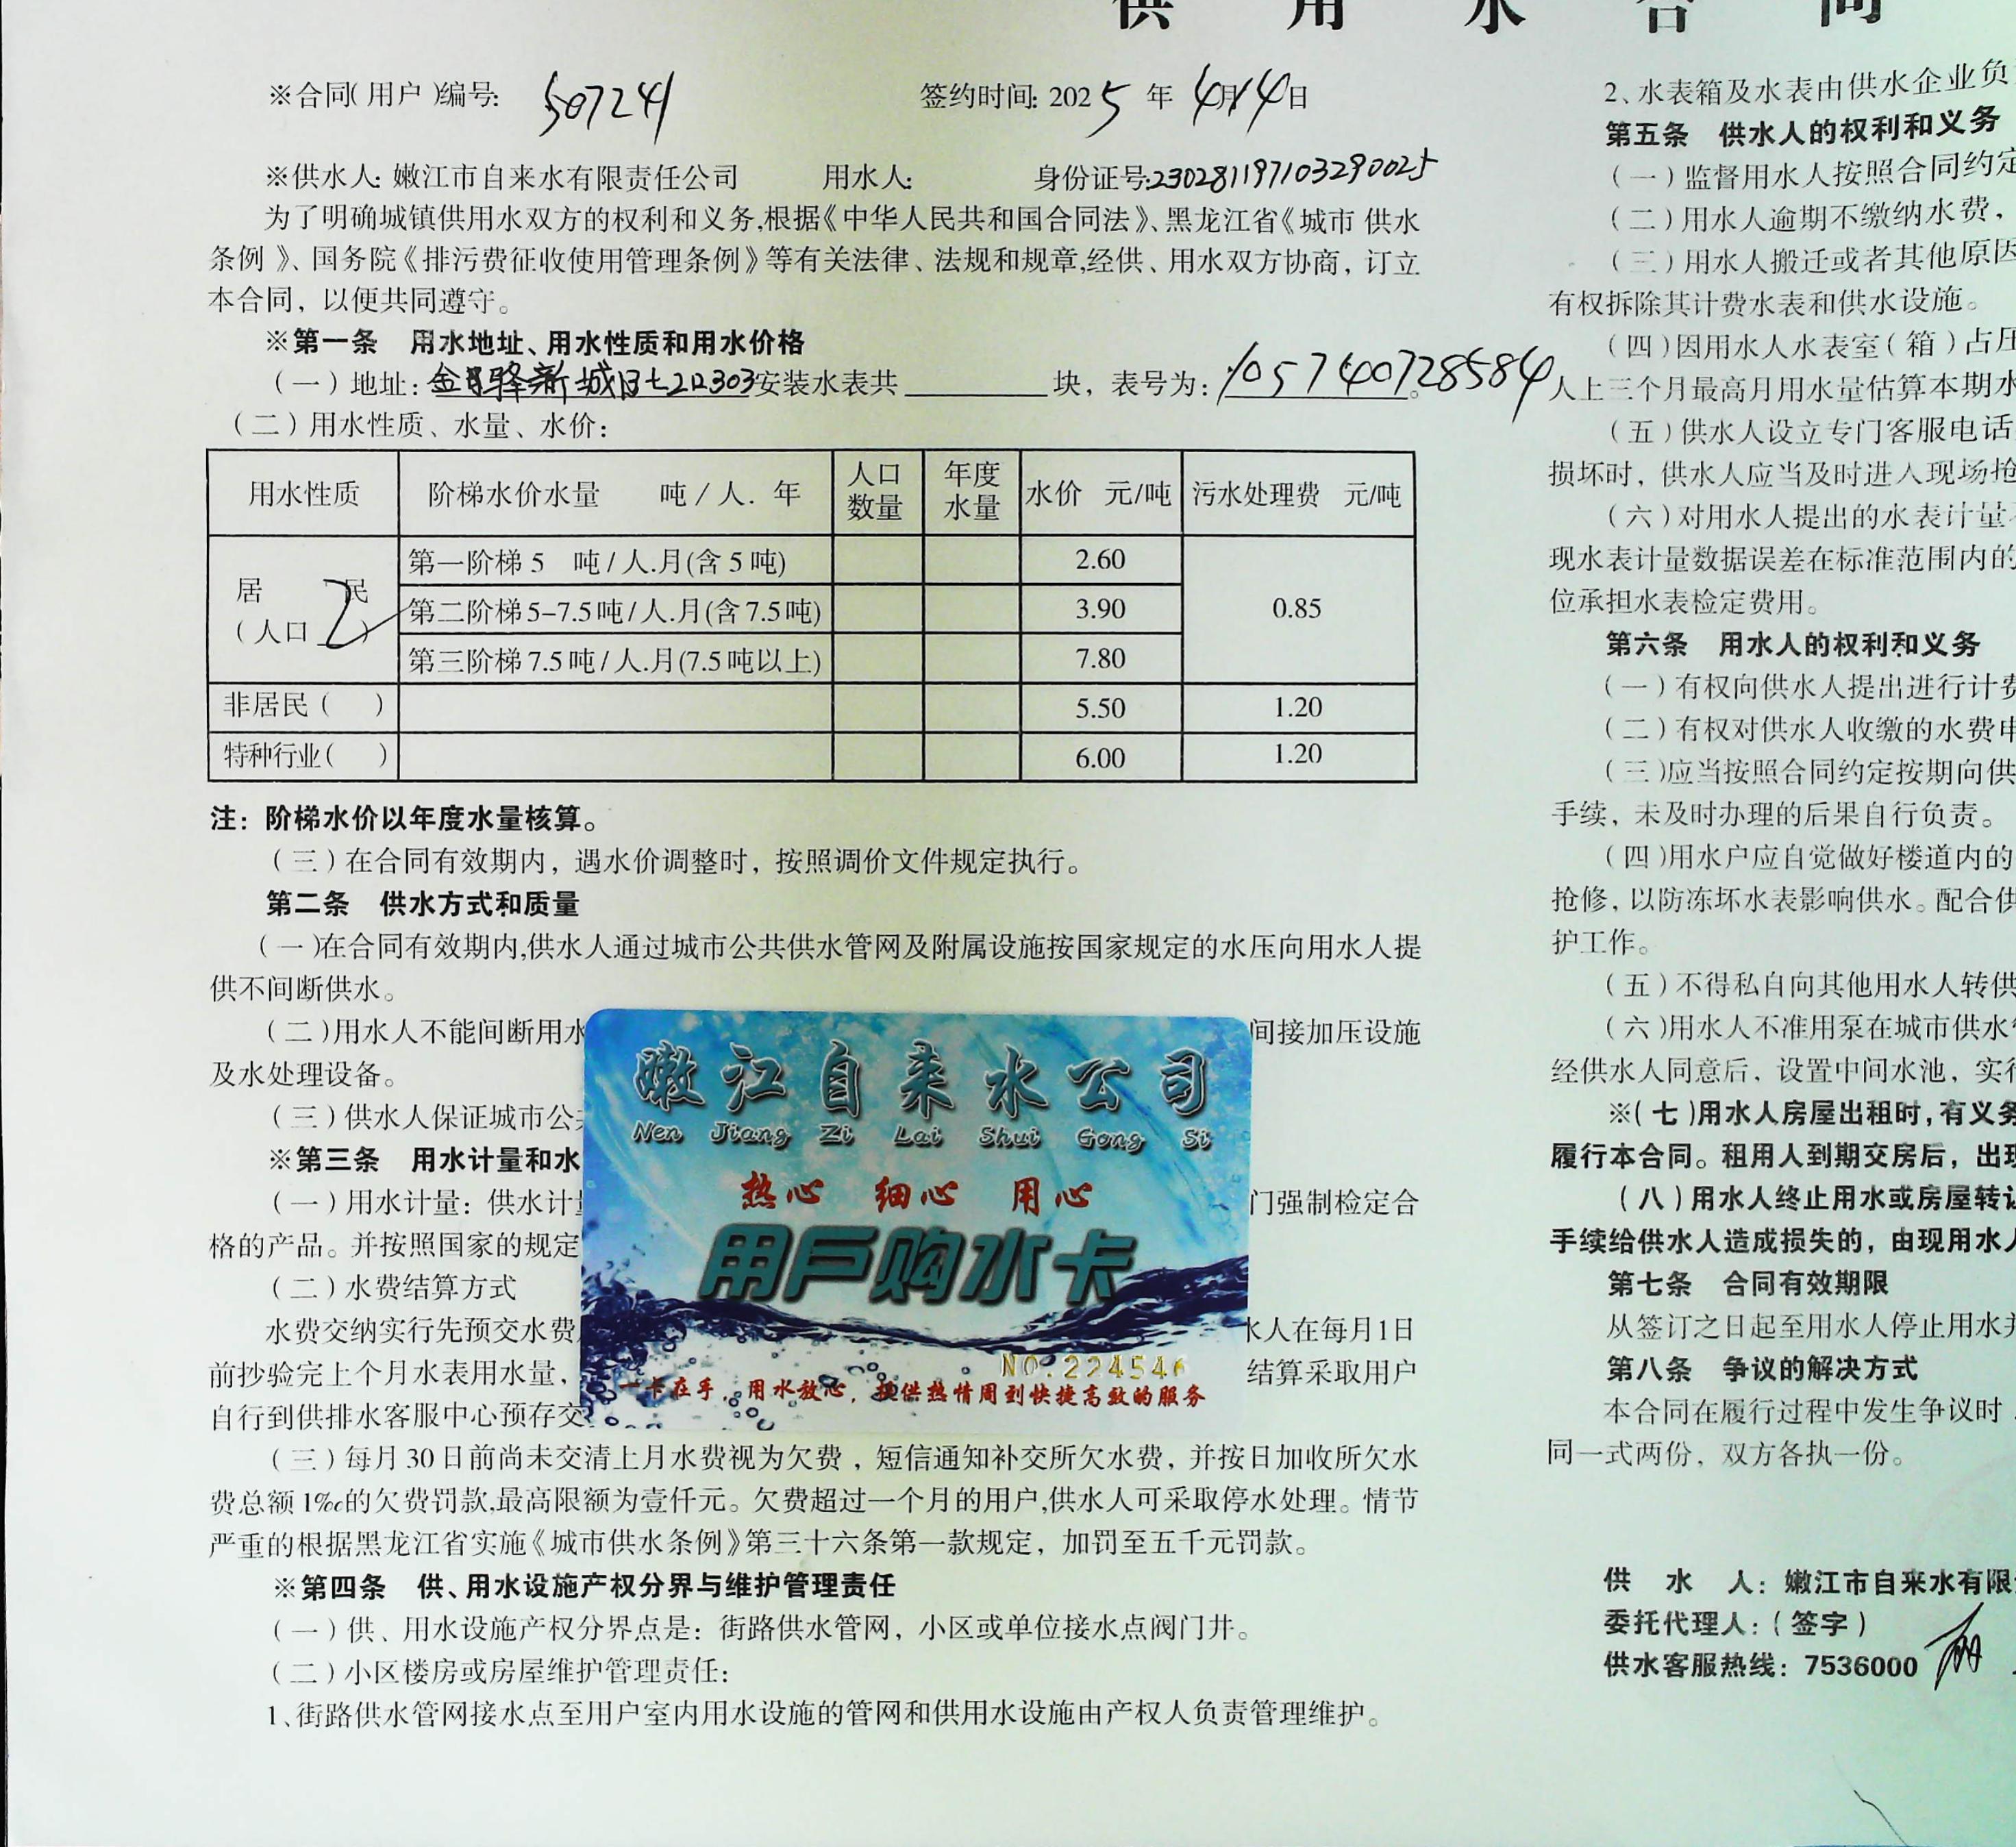 供 用 水 合 同
※合同(用户)编号: 507241 签约时间: 2025 年 4月14日
※供水人: 嫩江市自来水有限责任公司 用水人: 身份证号:230281197103290025
为了明确城镇供用水双方的权利和义务,根据《中华人民共和国合同法》、黑龙江省《城市 供水
条例》、国务院《排污费征收使用管理条例》等有关法律、法规和规章,经供、用水双方协商，订立
本合同，以便共同遵守。
※第一条 用水地址、用水性质和用水价格
(一)地址: 驿新城 303安装水表共 块，表号为: 105740728584。
(二)用水性质、水量、水价:
用水性质 阶梯水价水量 吨/人. 年 人口数量 年度水量 水价 元/吨 污水处理费 元/吨
居 民 (人口 2 )
第一阶梯 5 吨/人.月(含 5 吨) 2.60
第二阶梯 5-7.5吨/人.月(含7.5吨) 3.90 0.85
第三阶梯 7.5吨/人.月(7.5吨以上) 7.80
非居民( ) 5.50 1.20
特种行业( ) 6.00 1.20
注: 阶梯水价以年度水量核算。
(三)在合同有效期内，遇水价调整时，按照调价文件规定执行。
第二条 供水方式和质量
(一)在合同有效期内,供水人通过城市公共供水管网及附属设施按国家规定的水压向用水人提
供不间断供水。
(二)用水人不能间断用水 间接加压设施
及水处理设备。
(三)供水人保证城市公
※第三条 用水计量和水
(一)用水计量: 供水计量 门强制检定合
格的产品。并按照国家的规定
(二)水费结算方式
水费交纳实行先预交水费 水人在每月1日
前抄验完上个月水表用水量， 结算采取用户
自行到供排水客服中心预存交
(三)每月30日前尚未交清上月水费视为欠费，短信通知补交所欠水费，并按日加收所欠水
费总额1‰的欠费罚款,最高限额为壹仟元。欠费超过一个月的用户,供水人可采取停水处理。情节
严重的根据黑龙江省实施《城市供水条例》第三十六条第一款规定，加罚至五千元罚款。
※第四条 供、用水设施产权分界与维护管理责任
(一)供、用水设施产权分界点是: 街路供水管网，小区或单位接水点阀门井。
(二)小区楼房或房屋维护管理责任:
1、街路供水管网接水点至用户室内用水设施的管网和供用水设施由产权人负责管理维护。
嫩江自来水公司
Nen Jiang Zi Lai Shui Gong Si
热心 细心 用心
用户购水卡
NO.224546
一卡在手，用水放心，提供热情周到快捷高效的服务
2、水表箱及水表由供水企业负
第五条 供水人的权利和义务
(一)监督用水人按照合同约定
(二)用水人逾期不缴纳水费，
(三)用水人搬迁或者其他原因
有权拆除其计费水表和供水设施。
(四)因用水人水表室(箱)占压
人上三个月最高月用水量估算本期水
(五)供水人设立专门客服电话
损坏时，供水人应当及时进入现场抢
(六)对用水人提出的水表计量
现水表计量数据误差在标准范围内的
位承担水表检定费用。
第六条 用水人的权利和义务
(一)有权向供水人提出进行计费
(二)有权对供水人收缴的水费申
(三)应当按照合同约定按期向供
手续，未及时办理的后果自行负责。
(四)用水户应自觉做好楼道内的
抢修，以防冻坏水表影响供水。配合供
护工作。
(五)不得私自向其他用水人转供
(六)用水人不准用泵在城市供水
经供水人同意后，设置中间水池，实行
※(七)用水人房屋出租时,有义务
履行本合同。租用人到期交房后，出现
(八)用水人终止用水或房屋转让
手续给供水人造成损失的，由现用水人
第七条 合同有效期限
从签订之日起至用水人停止用水并
第八条 争议的解决方式
本合同在履行过程中发生争议时
同一式两份，双方各执一份。
供 水 人: 嫩江市自来水有限
委托代理人:(签字)
供水客服热线: 7536000